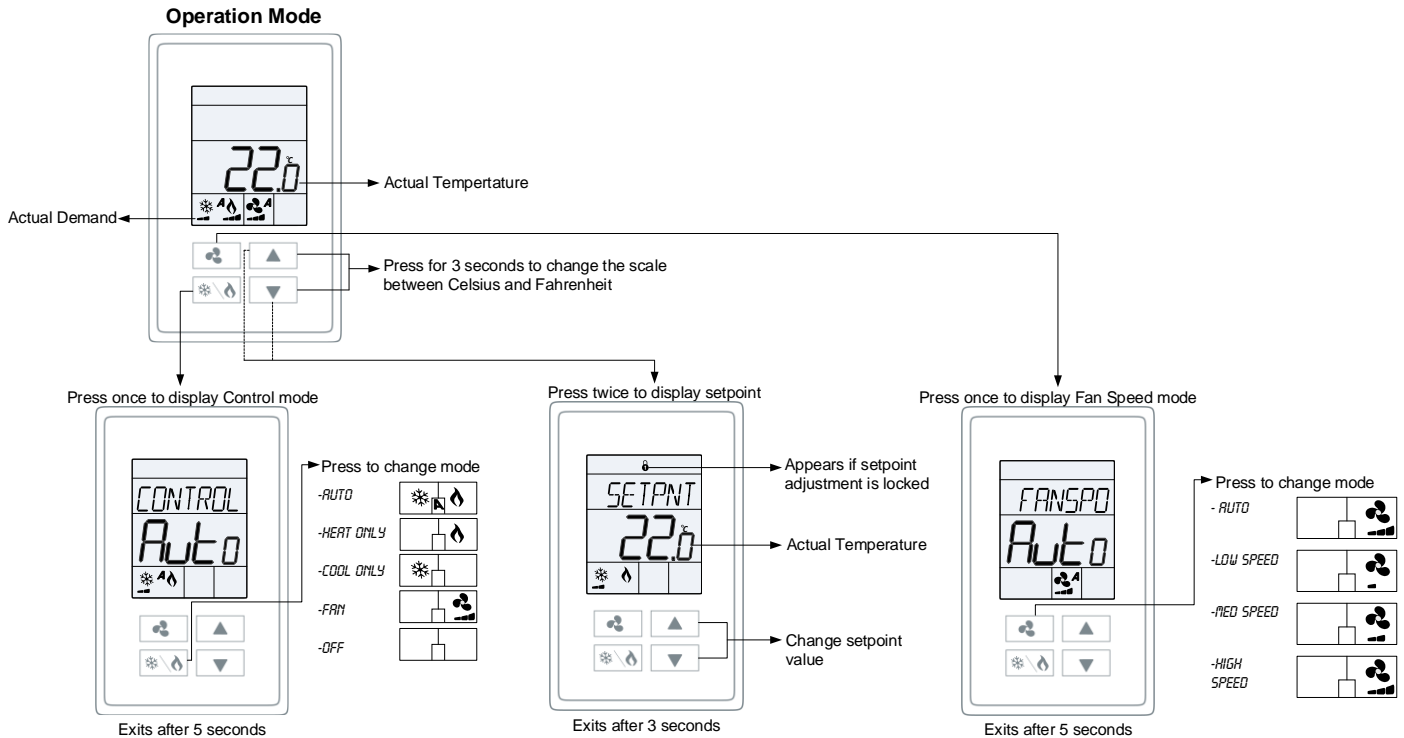 Operation Mode
22.0 °C
Actual Tempertature
Actual Demand
A
A
Press for 3 seconds to change the scale
between Celsius and Fahrenheit
Press once to display Control mode
CONTROL
Auto
A
Press to change mode
-AUTO
A
-HEAT ONLY
-COOL ONLY
-FAN
-OFF
Exits after 5 seconds
Press twice to display setpoint
SETPNT
22.0 °C
Appears if setpoint
adjustment is locked
Actual Temperature
Change setpoint
value
Exits after 3 seconds
Press once to display Fan Speed mode
FANSPD
Auto
A
Press to change mode
- AUTO
-LOW SPEED
-MED SPEED
-HIGH
SPEED
Exits after 5 seconds